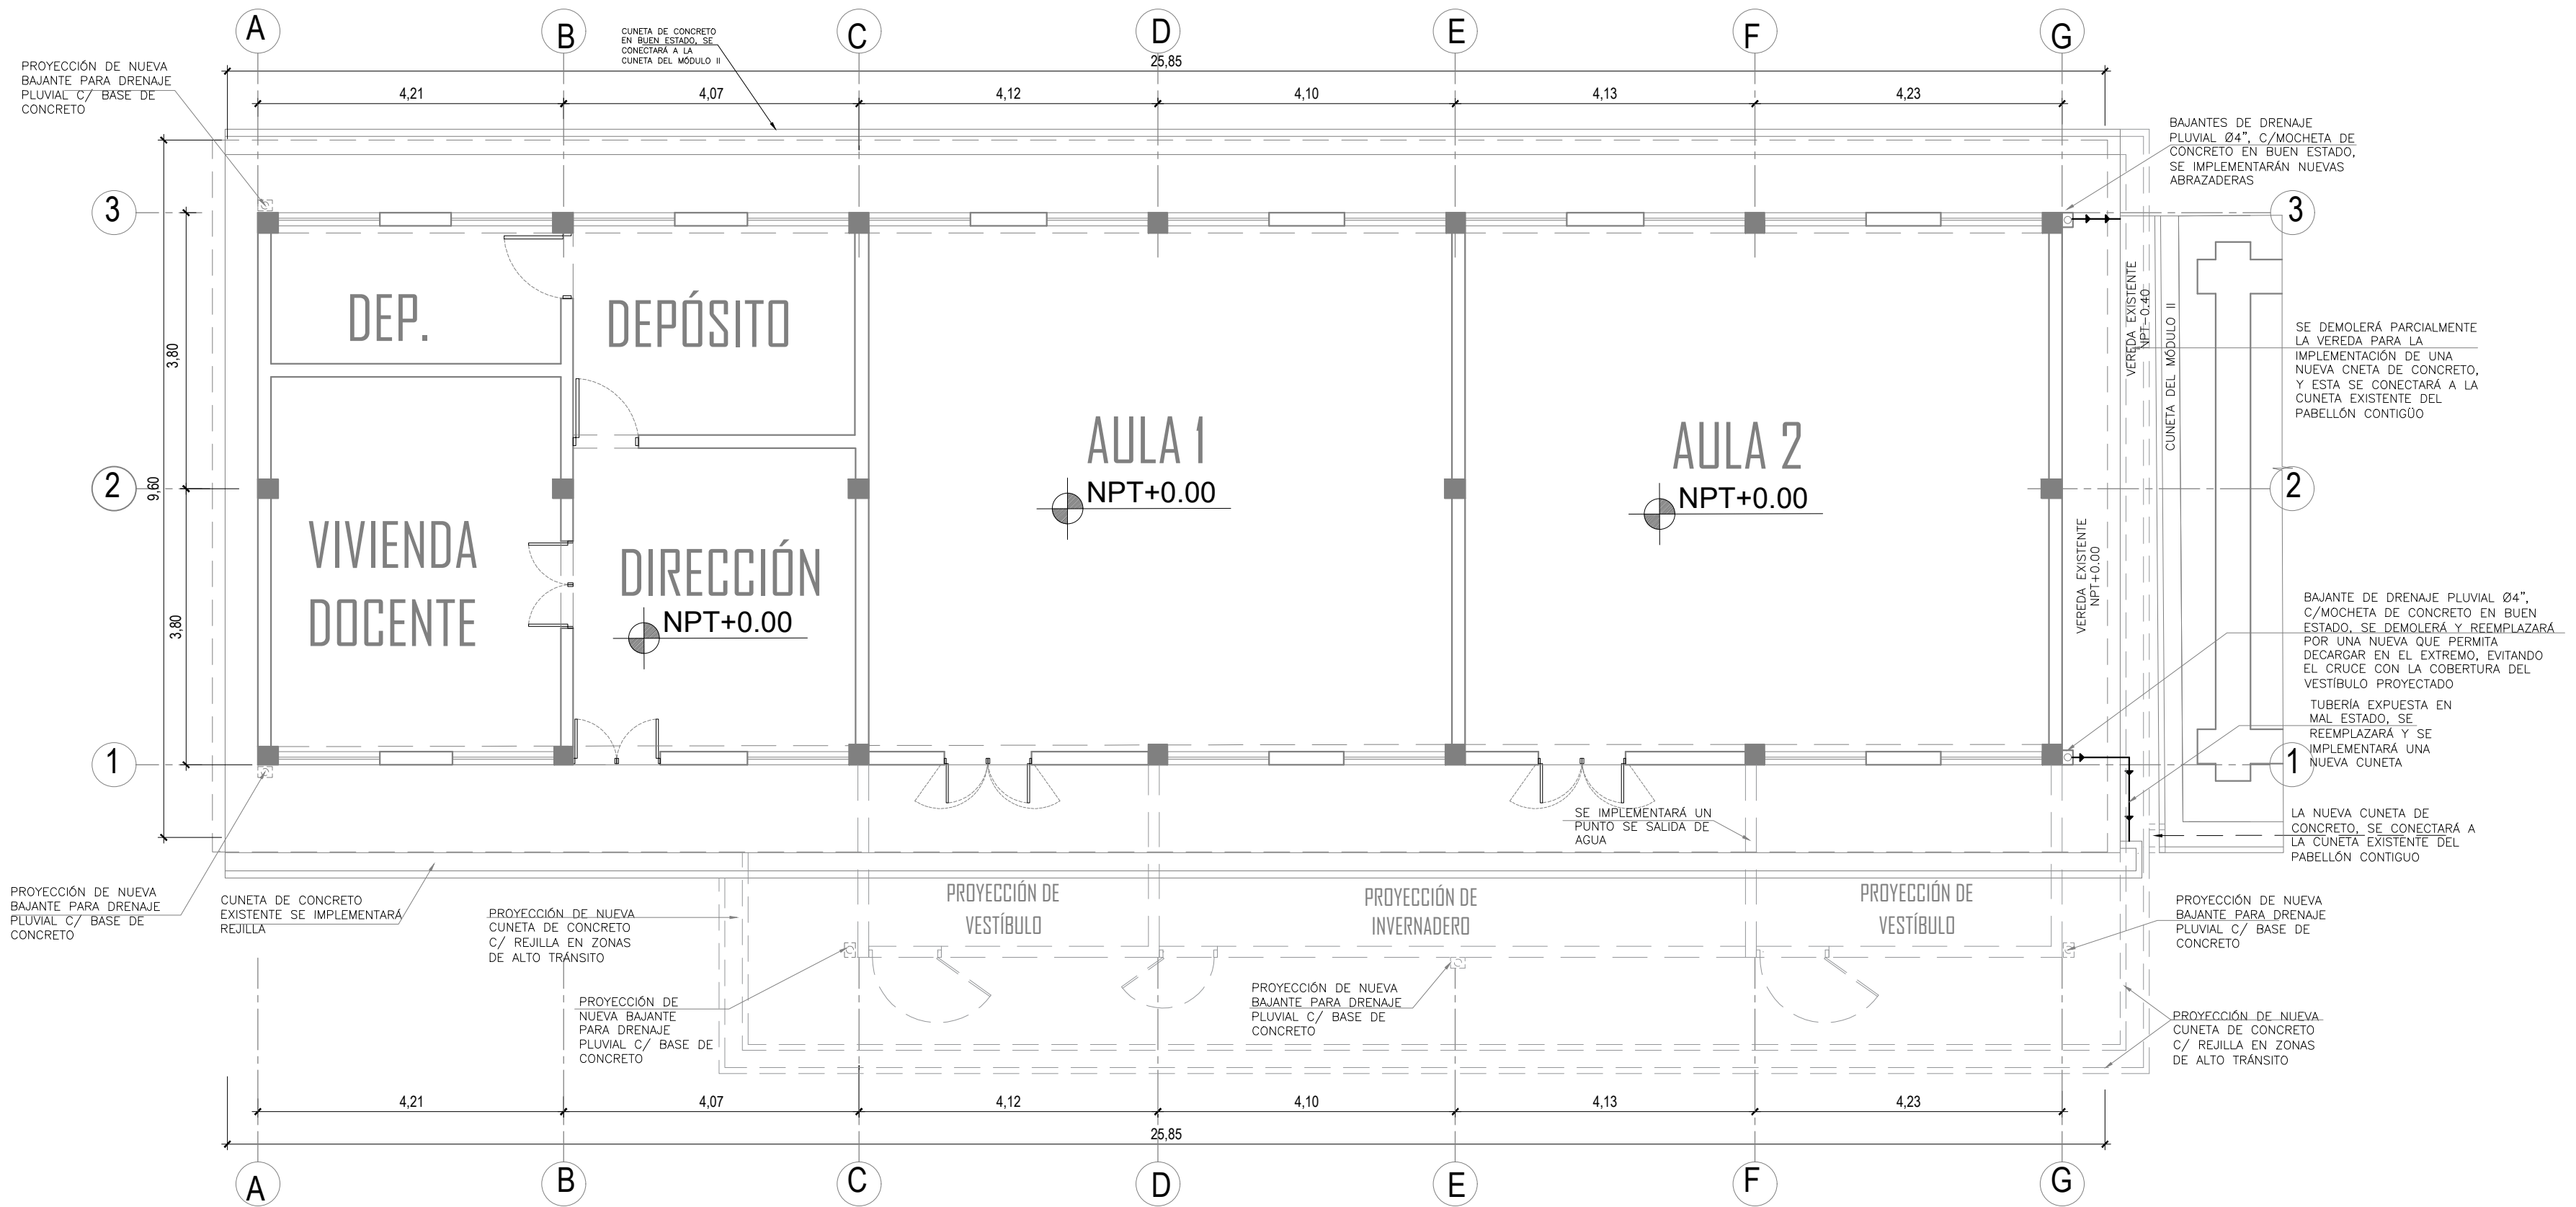 A
B
C
D
E
F
G
CUNETA DE CONCRETO
EN BUEN ESTADO, SE
CONECTARÁ A LA
CUNETA DEL MÓDULO II
25,85
4,21
4,07
4,12
4,10
4,13
4,23
PROYECCIÓN DE NUEVA
BAJANTE PARA DRENAJE
PLUVIAL C/ BASE DE
CONCRETO
BAJANTES DE DRENAJE
PLUVIAL Ø4”, C/MOCHETA DE
CONCRETO EN BUEN ESTADO,
SE IMPLEMENTARÁN NUEVAS
ABRAZADERAS
3
3
DEP.
DEPÓSITO
3,80
9,60
3,80
VEREDA EXISTENTE
NPT-0.40
CUNETA DEL MÓDULO II
SE DEMOLERÁ PARCIALMENTE
LA VEREDA PARA LA
IMPLEMENTACIÓN DE UNA
NUEVA CNETA DE CONCRETO,
Y ESTA SE CONECTARÁ A LA
CUNETA EXISTENTE DEL
PABELLÓN CONTIGÜO
AULA 1
NPT+0.00
AULA 2
NPT+0.00
2
2
VIVIENDA
DOCENTE
DIRECCIÓN
NPT+0.00
VEREDA EXISTENTE
NPT+0.00
BAJANTE DE DRENAJE PLUVIAL Ø4”,
C/MOCHETA DE CONCRETO EN BUEN
ESTADO, SE DEMOLERÁ Y REEMPLAZARÁ
POR UNA NUEVA QUE PERMITA
DECARGAR EN EL EXTREMO, EVITANDO
EL CRUCE CON LA COBERTURA DEL
VESTÍBULO PROYECTADO
TUBERÍA EXPUESTA EN
MAL ESTADO, SE
REEMPLAZARÁ Y SE
IMPLEMENTARÁ UNA
NUEVA CUNETA
1
1
SE IMPLEMENTARÁ UN
PUNTO SE SALIDA DE
AGUA
LA NUEVA CUNETA DE
CONCRETO, SE CONECTARÁ A
LA CUNETA EXISTENTE DEL
PABELLÓN CONTIGUO
PROYECCIÓN DE NUEVA
BAJANTE PARA DRENAJE
PLUVIAL C/ BASE DE
CONCRETO
CUNETA DE CONCRETO
EXISTENTE SE IMPLEMENTARÁ
REJILLA
PROYECCIÓN DE NUEVA
CUNETA DE CONCRETO
C/ REJILLA EN ZONAS
DE ALTO TRÁNSITO
PROYECCIÓN DE
VESTÍBULO
PROYECCIÓN DE
INVERNADERO
PROYECCIÓN DE
VESTÍBULO
PROYECCIÓN DE NUEVA
BAJANTE PARA DRENAJE
PLUVIAL C/ BASE DE
CONCRETO
PROYECCIÓN DE
NUEVA BAJANTE
PARA DRENAJE
PLUVIAL C/ BASE DE
CONCRETO
PROYECCIÓN DE NUEVA
BAJANTE PARA DRENAJE
PLUVIAL C/ BASE DE
CONCRETO
PROYECCIÓN DE NUEVA
CUNETA DE CONCRETO
C/ REJILLA EN ZONAS
DE ALTO TRÁNSITO
4,21
4,07
4,12
4,10
4,13
4,23
25,85
A
B
C
D
E
F
G